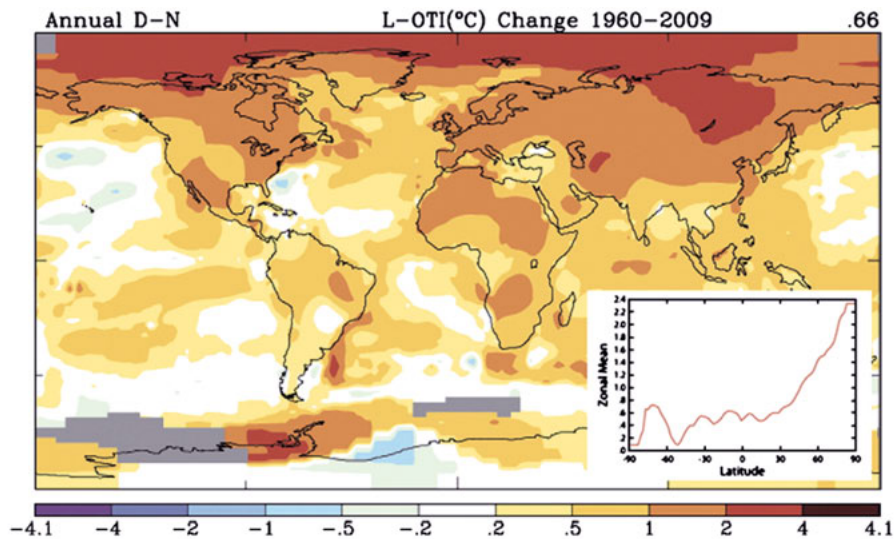 Annual D-N L-OTI(°C) Change 1960-2009 .66
2.4
2.2
2.0
1.8
1.6
1.4
1.2
1.0
.8
.6
.4
.2
0
Zonal Mean
-90 -60 -30 0 30 60 90
Latitude
-4.1 -4 -2 -1 -.5 -.2 .2 .5 1 2 4 4.1